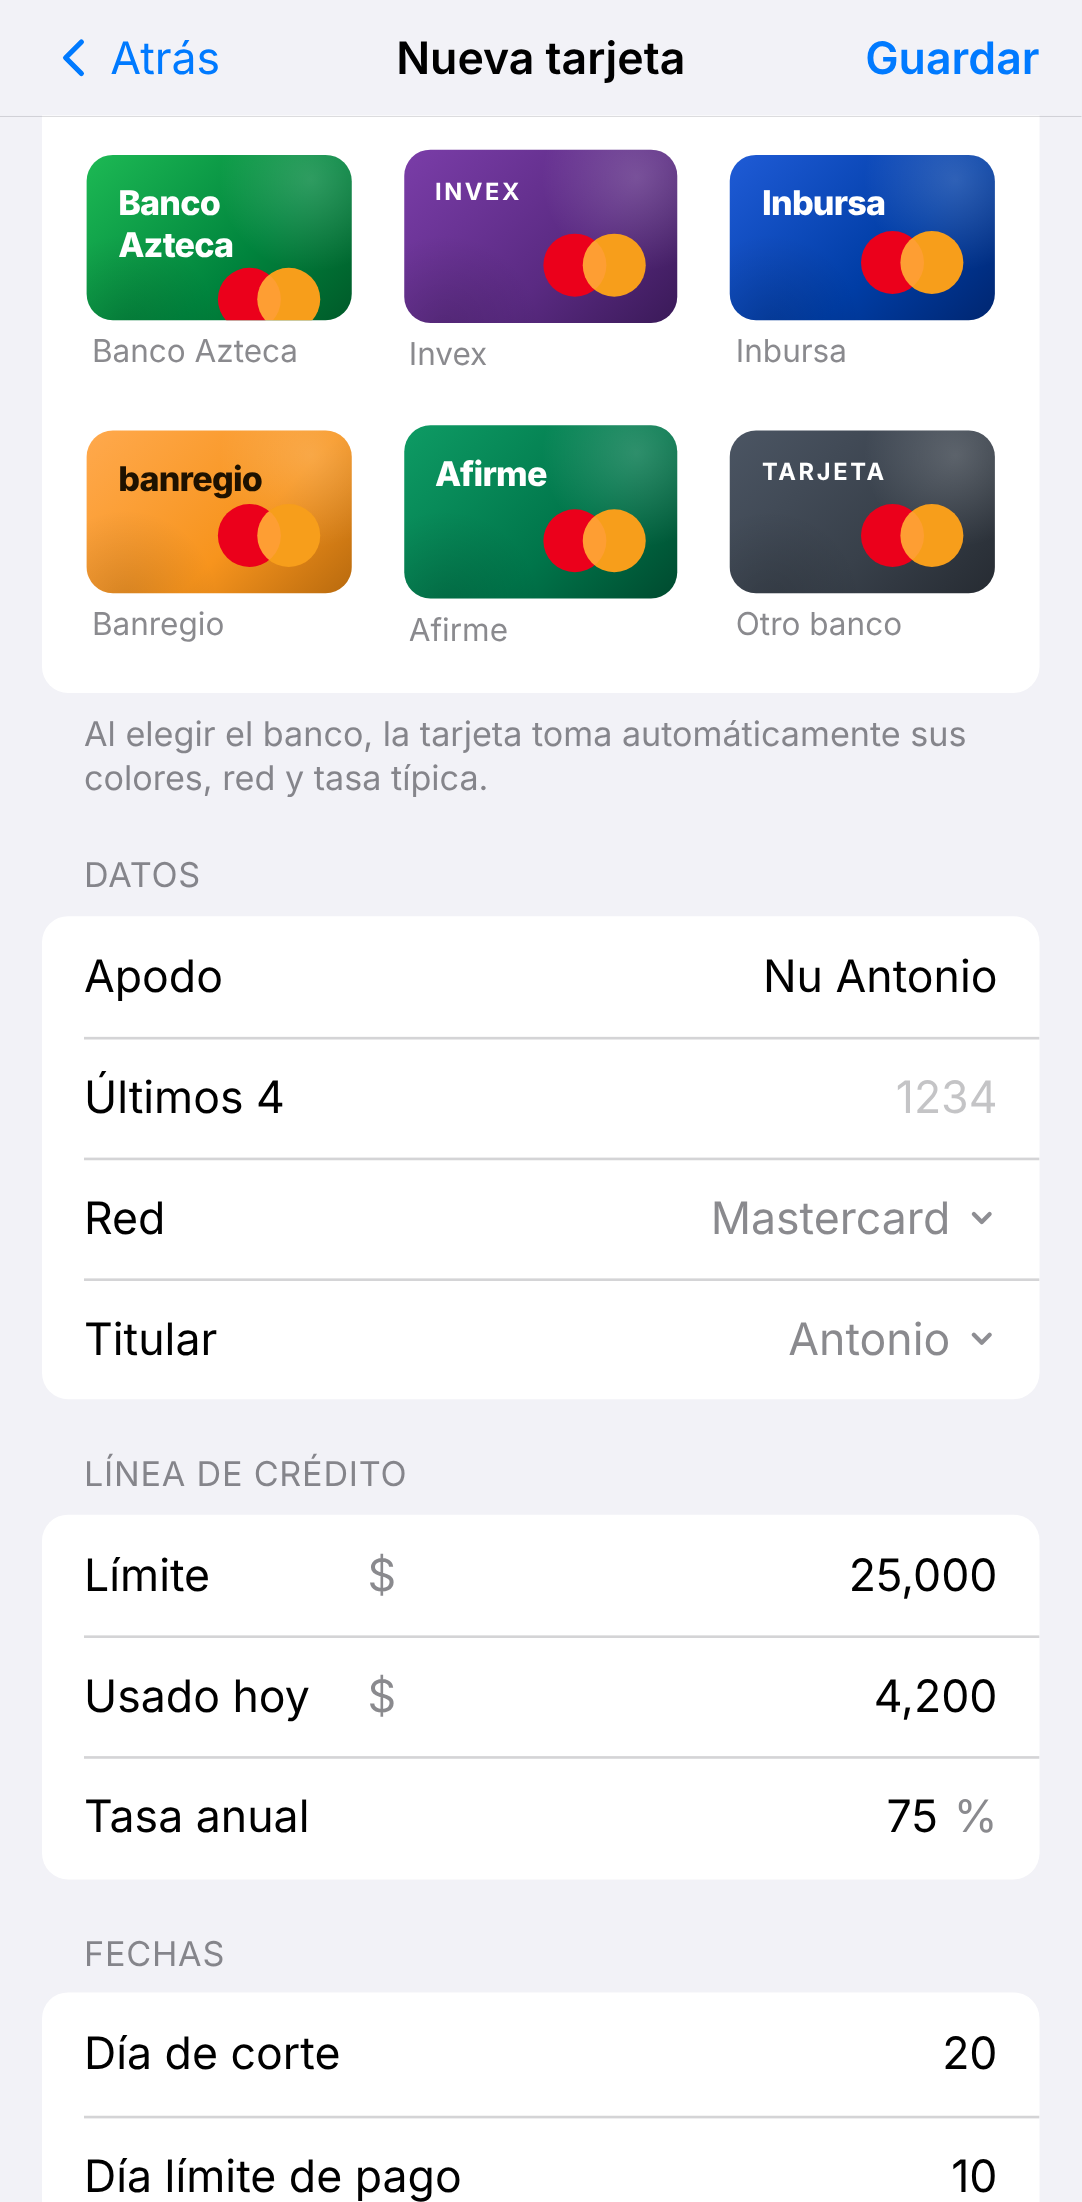 Atrás
Nueva tarjeta
Guardar
Banco
Azteca
INVEX
Inbursa
Banco Azteca
Invex
Inbursa
banregio
Afirme
TARJETA
Banregio
Afirme
Otro banco
Al elegir el banco, la tarjeta toma automáticamente sus
colores, red y tasa típica.
DATOS
Apodo Nu Antonio
Últimos 4 1234
Red Mastercard
Titular Antonio
LÍNEA DE CRÉDITO
Límite $ 25,000
Usado hoy $ 4,200
Tasa anual 75 %
FECHAS
Día de corte 20
Día límite de pago 10